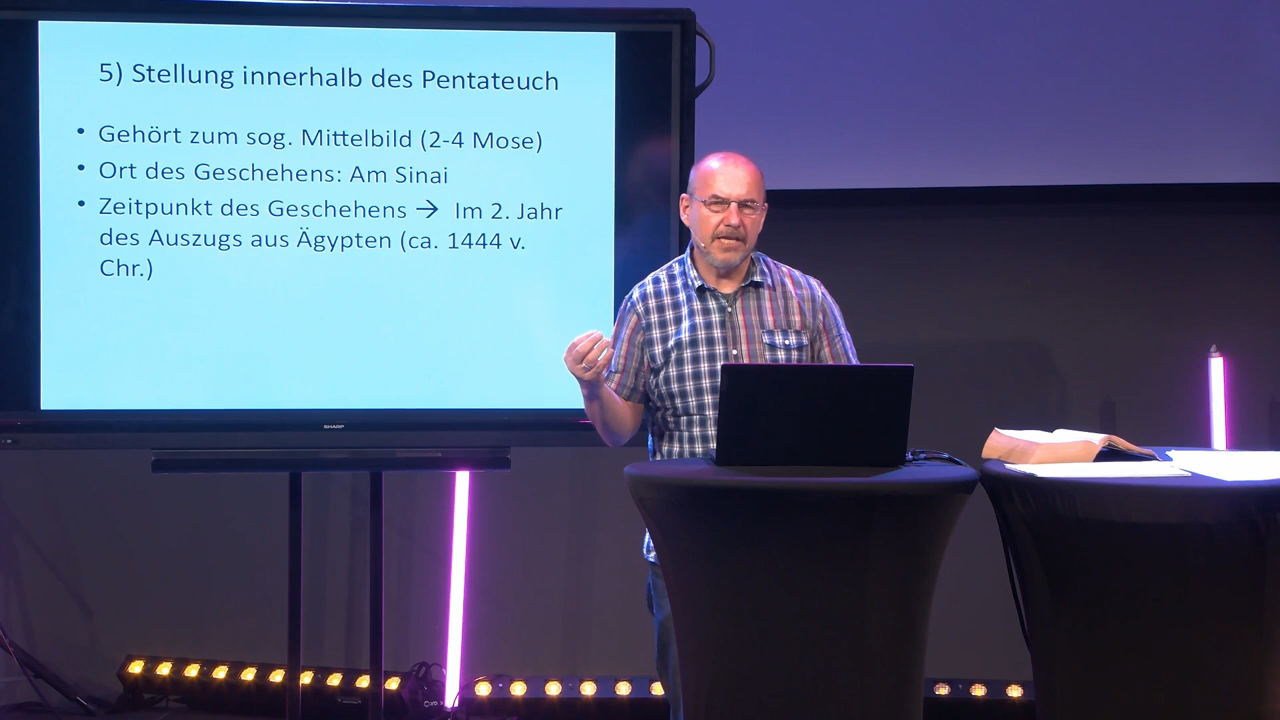 5) Stellung innerhalb des Pentateuch
• Gehört zum sog. Mittelbild (2-4 Mose)
• Ort des Geschehens: Am Sinai
• Zeitpunkt des Geschehens → Im 2. Jahr
des Auszugs aus Ägypten (ca. 1444 v.
Chr.)
SHARP